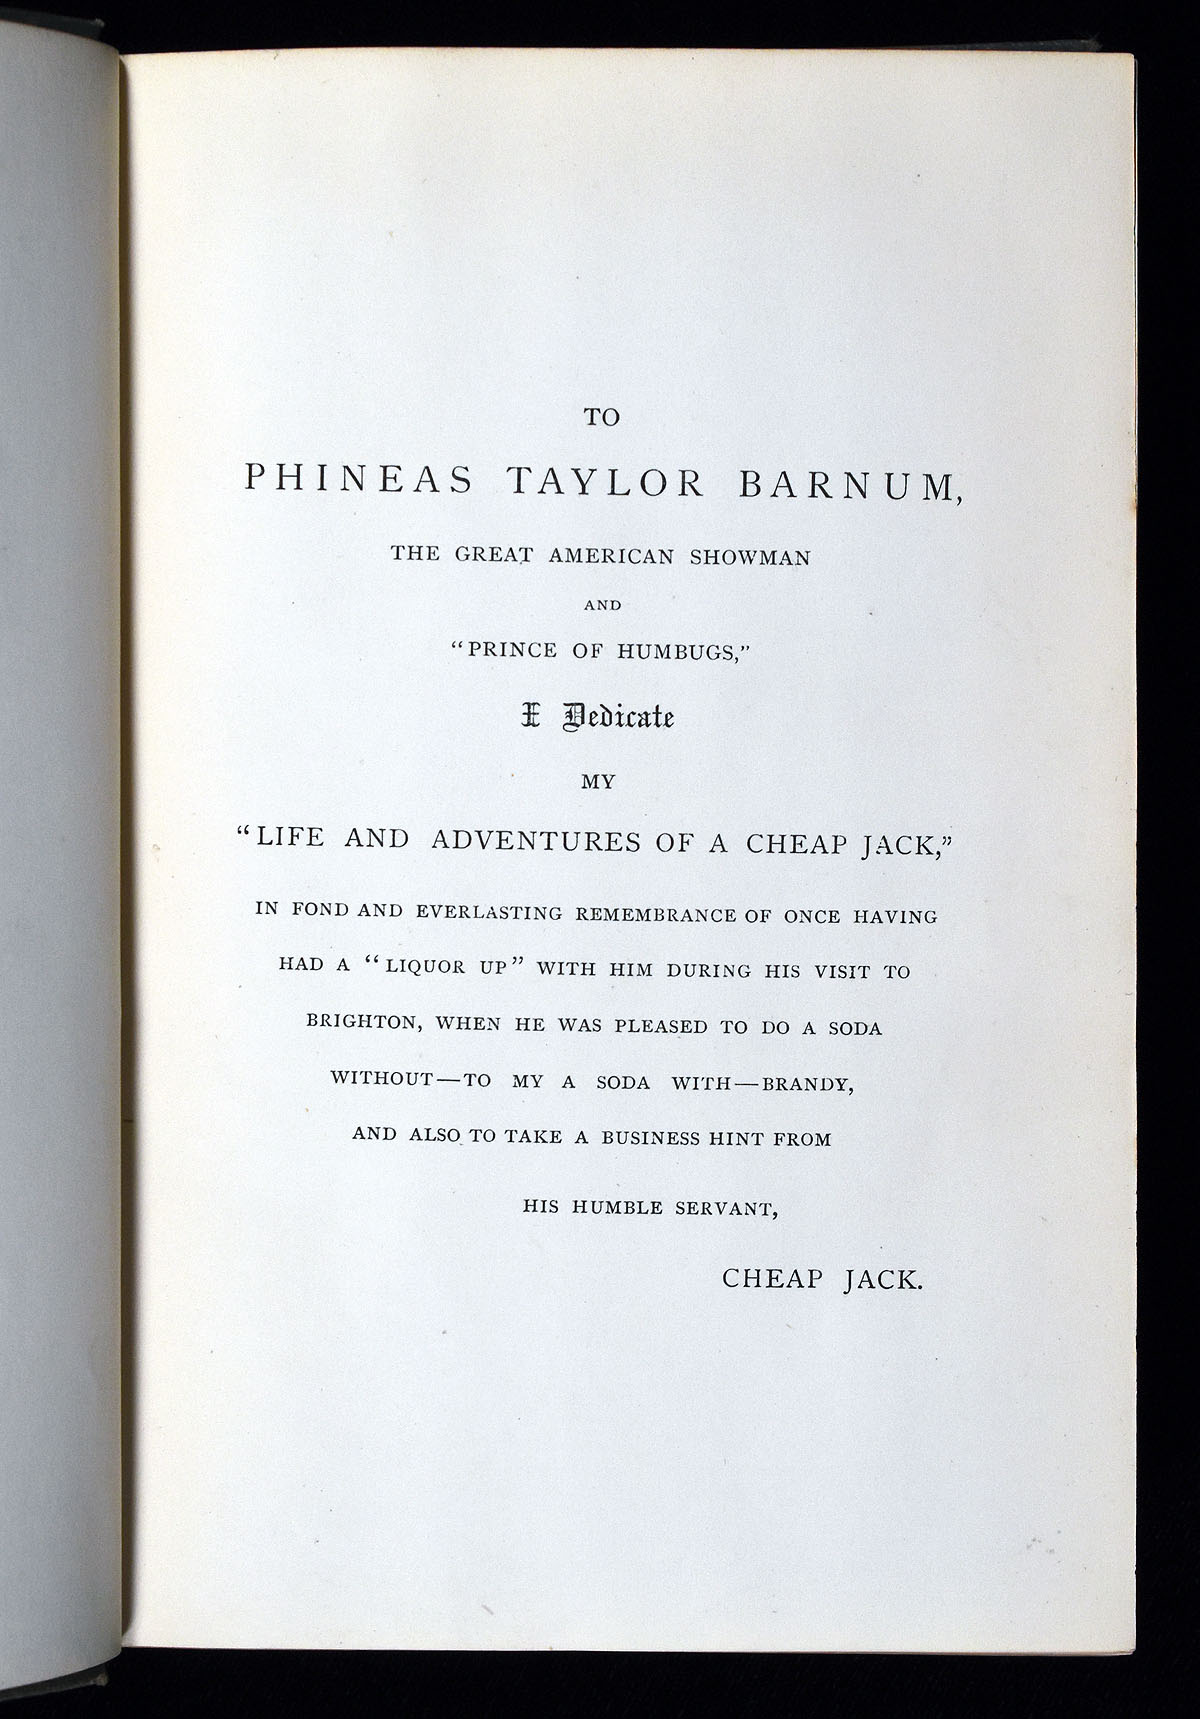 TO
PHINEAS TAYLOR BARNUM,
THE GREAT AMERICAN SHOWMAN
AND
“PRINCE OF HUMBUGS,”
I Dedicate
MY
“LIFE AND ADVENTURES OF A CHEAP JACK,”
IN FOND AND EVERLASTING REMEMBRANCE OF ONCE HAVING
HAD A “LIQUOR UP” WITH HIM DURING HIS VISIT TO
BRIGHTON, WHEN HE WAS PLEASED TO DO A SODA
WITHOUT—TO MY A SODA WITH—BRANDY,
AND ALSO TO TAKE A BUSINESS HINT FROM
HIS HUMBLE SERVANT,
CHEAP JACK.